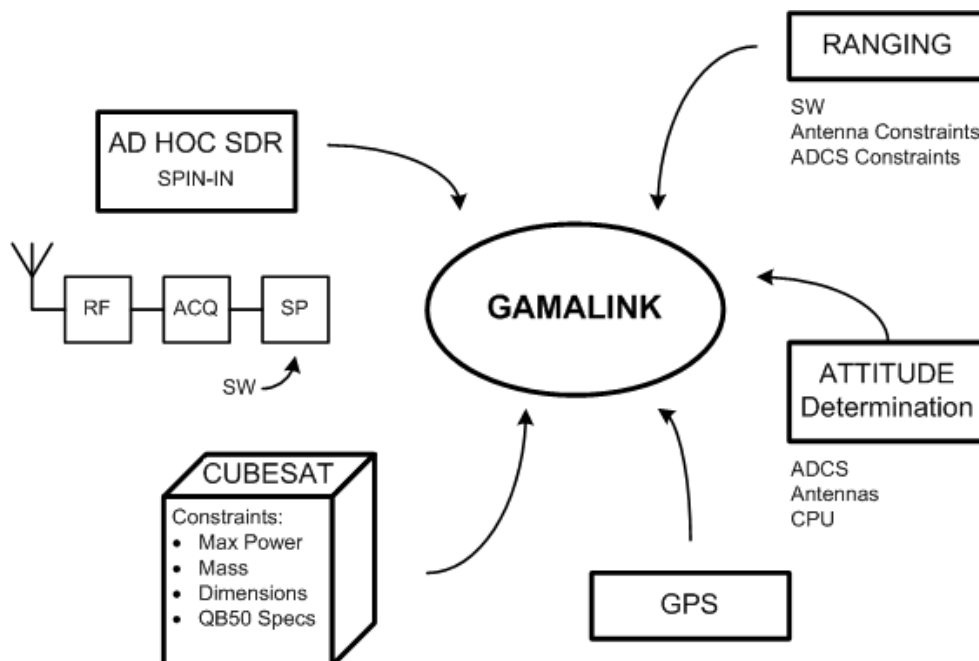 RANGING
SW
Antenna Constraints
ADCS Constraints
AD HOC SDR
SPIN-IN
RF
ACQ
SP
SW
GAMALINK
ATTITUDE
Determination
ADCS
Antennas
CPU
CUBESAT
Constraints:
• Max Power
• Mass
• Dimensions
• QB50 Specs
GPS